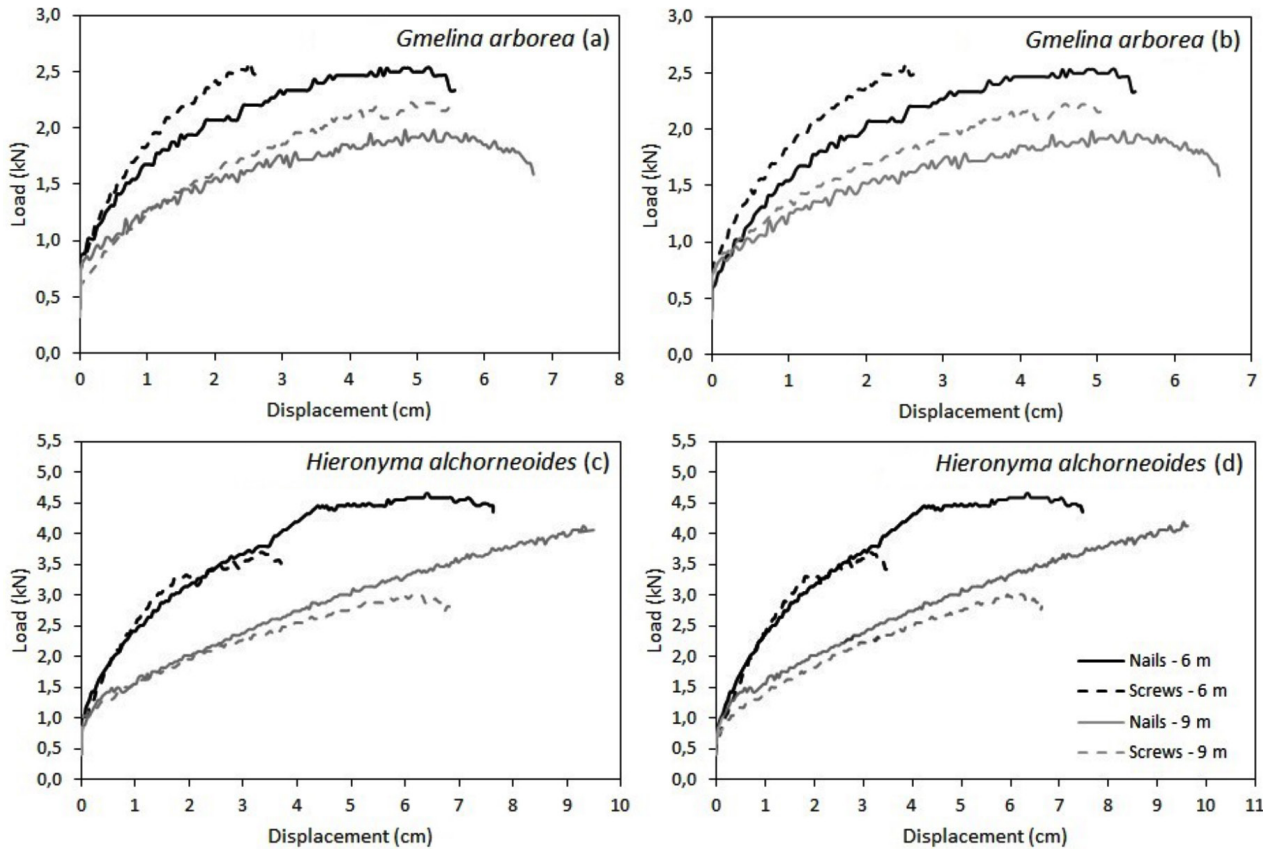 Gmelina arborea (a)
Load (kN)
3,0
2,5
2,0
1,5
1,0
0,5
0,0
0 1 2 3 4 5 6 7 8
Displacement (cm)
Gmelina arborea (b)
Load (kN)
3,0
2,5
2,0
1,5
1,0
0,5
0,0
0 1 2 3 4 5 6 7
Displacement (cm)
Hieronyma alchorneoides (c)
Load (kN)
5,5
5,0
4,5
4,0
3,5
3,0
2,5
2,0
1,5
1,0
0,5
0,0
0 1 2 3 4 5 6 7 8 9 10
Displacement (cm)
Hieronyma alchorneoides (d)
Load (kN)
5,5
5,0
4,5
4,0
3,5
3,0
2,5
2,0
1,5
1,0
0,5
0,0
0 1 2 3 4 5 6 7 8 9 10 11
Displacement (cm)
Nails - 6 m
Screws - 6 m
Nails - 9 m
Screws - 9 m